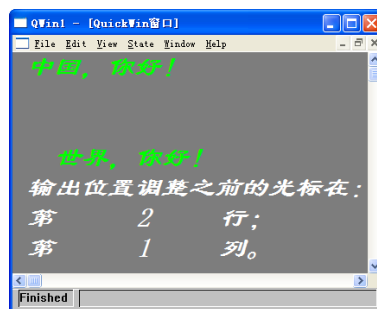 QWin1 - [QuickWin窗口]
File Edit View State Window Help
中国，你好！
世界，你好！
输出位置调整之前的光标在：
第 2 行；
第 1 列。
Finished